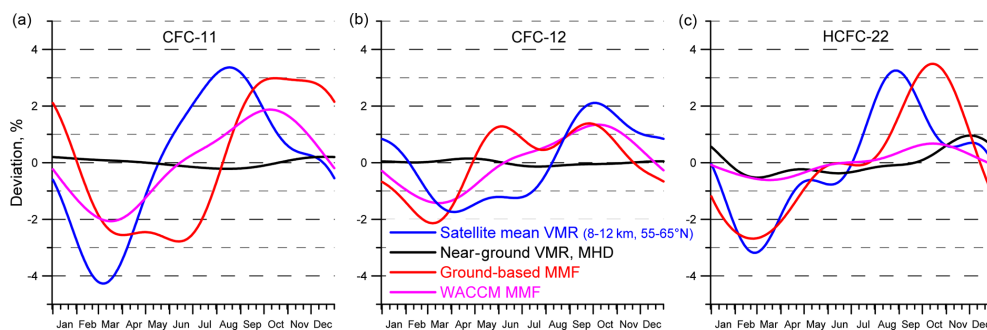 (a) CFC-11 (b) CFC-12 (c) HCFC-22
Deviation, %
4
2
0
-2
-4
4
2
0
-2
-4
4
2
0
-2
-4
Satellite mean VMR (8-12 km, 55-65°N)
Near-ground VMR, MHD
Ground-based MMF
WACCM MMF
Jan Feb Mar Apr May Jun Jul Aug Sep Oct Nov Dec
Jan Feb Mar Apr May Jun Jul Aug Sep Oct Nov Dec
Jan Feb Mar Apr May Jun Jul Aug Sep Oct Nov Dec